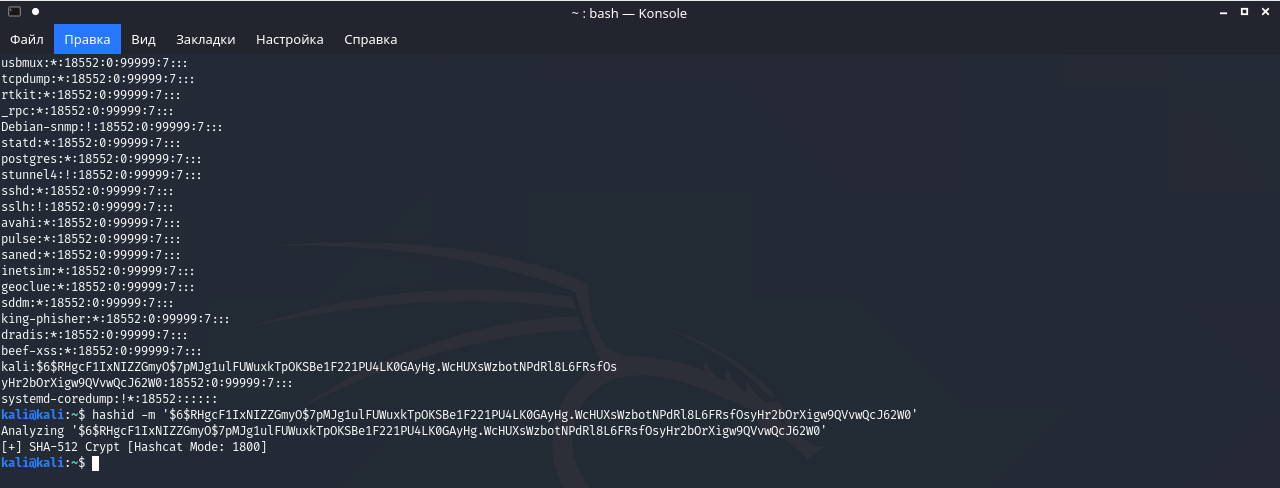 ~ : bash — Konsole
Файл Правка Вид Закладки Настройка Справка
usbmux:*:18552:0:99999:7:::
tcpdump:*:18552:0:99999:7:::
rtkit:*:18552:0:99999:7:::
_rpc:*:18552:0:99999:7:::
Debian-snmp:!:18552:0:99999:7:::
statd:*:18552:0:99999:7:::
postgres:*:18552:0:99999:7:::
stunnel4:!:18552:0:99999:7:::
sshd:*:18552:0:99999:7:::
sslh:!:18552:0:99999:7:::
avahi:*:18552:0:99999:7:::
pulse:*:18552:0:99999:7:::
saned:*:18552:0:99999:7:::
inetsim:*:18552:0:99999:7:::
geoclue:*:18552:0:99999:7:::
sddm:*:18552:0:99999:7:::
king-phisher:*:18552:0:99999:7:::
dradis:*:18552:0:99999:7:::
beef-xss:*:18552:0:99999:7:::
kali:$6$RHgcF1IxNIZZGmyO$7pMJg1ulFUWuxkTpOKSBe1F221PU4LK0GAyHg.WcHUXsWzbotNPdRl8L6FRsfOs
yHr2bOrXigw9QVvwQcJ62W0:18552:0:99999:7:::
systemd-coredump:!*:18552::::::
kali@kali:~$ hashid -m '$6$RHgcF1IxNIZZGmyO$7pMJg1ulFUWuxkTpOKSBe1F221PU4LK0GAyHg.WcHUXsWzbotNPdRl8L6FRsfOsyHr2bOrXigw9QVvwQcJ62W0'
Analyzing '$6$RHgcF1IxNIZZGmyO$7pMJg1ulFUWuxkTpOKSBe1F221PU4LK0GAyHg.WcHUXsWzbotNPdRl8L6FRsfOsyHr2bOrXigw9QVvwQcJ62W0'
[+] SHA-512 Crypt [Hashcat Mode: 1800]
kali@kali:~$